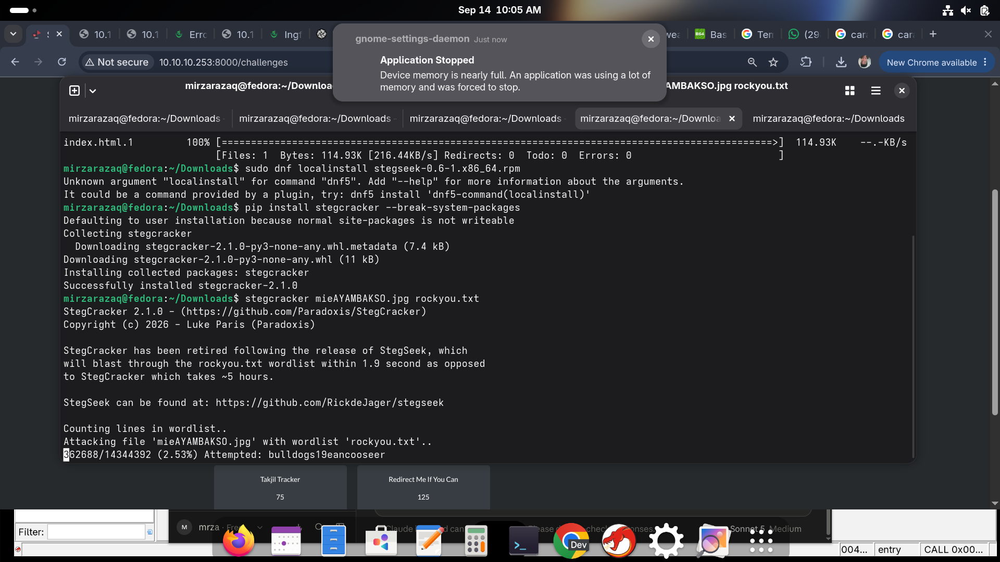 Sep 14 10:05 AM
10.1
10.1
Erro
10.1
Ingf
Bas
Tem
(29
cara
cara
Not secure
10.10.10.253:8000/challenges
New Chrome available
gnome-settings-daemon Just now
Application Stopped
Device memory is nearly full. An application was using a lot of
memory and was forced to stop.
mirzarazaq@fedora:~/Downloa
AMBAKSO.jpg rockyou.txt
mirzarazaq@fedora:~/Downloads
mirzarazaq@fedora:~/Downloads
mirzarazaq@fedora:~/Downloads
mirzarazaq@fedora:~/Downloa
mirzarazaq@fedora:~/Downloads
index.html.1 100% [==============================================================================================>] 114.93K --.-KB/s
[Files: 1 Bytes: 114.93K [216.44KB/s] Redirects: 0 Todo: 0 Errors: 0 ]
mirzarazaq@fedora:~/Downloads$ sudo dnf localinstall stegseek-0.6-1.x86_64.rpm
Unknown argument "localinstall" for command "dnf5". Add "--help" for more information about the arguments.
It could be a command provided by a plugin, try: dnf5 install 'dnf5-command(localinstall)'
mirzarazaq@fedora:~/Downloads$ pip install stegcracker --break-system-packages
Defaulting to user installation because normal site-packages is not writeable
Collecting stegcracker
Downloading stegcracker-2.1.0-py3-none-any.whl.metadata (7.4 kB)
Downloading stegcracker-2.1.0-py3-none-any.whl (11 kB)
Installing collected packages: stegcracker
Successfully installed stegcracker-2.1.0
mirzarazaq@fedora:~/Downloads$ stegcracker mieAYAMBAKSO.jpg rockyou.txt
StegCracker 2.1.0 - (https://github.com/Paradoxis/StegCracker)
Copyright (c) 2026 - Luke Paris (Paradoxis)
StegCracker has been retired following the release of StegSeek, which
will blast through the rockyou.txt wordlist within 1.9 second as opposed
to StegCracker which takes ~5 hours.
StegSeek can be found at: https://github.com/RickdeJager/stegseek
Counting lines in wordlist..
Attacking file 'mieAYAMBAKSO.jpg' with wordlist 'rockyou.txt'..
362688/14344392 (2.53%) Attempted: bulldogs19eancooseer
Takjil Tracker
75
Redirect Me If You Can
125
Filter:
M
mrza · Free
Claude
can
Please
Sonnet 5 Medium
Dev
004...
entry
CALL 0x00...